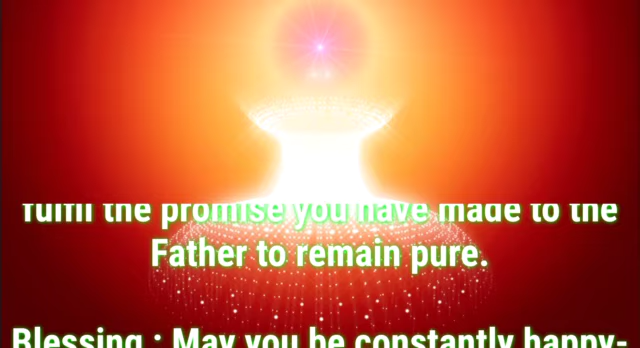 fulfil the promise you have made to the
Father to remain pure.
Blessing : May you be constantly happy-